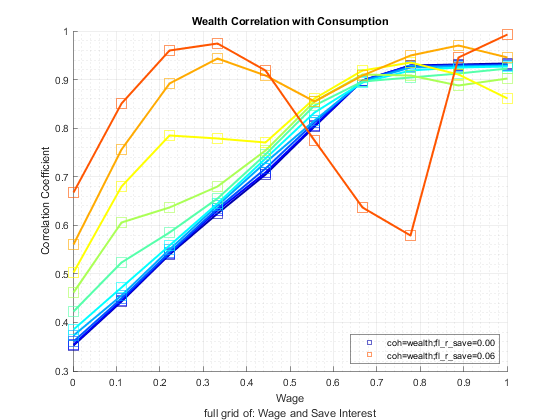 Wealth Correlation with Consumption
1
0.9
0.8
0.7
0.6
0.5
0.4
0.3
Correlation Coefficient
coh=wealth;fl_r_save=0.00
coh=wealth;fl_r_save=0.06
0 0.1 0.2 0.3 0.4 0.5 0.6 0.7 0.8 0.9 1
Wage
full grid of: Wage and Save Interest